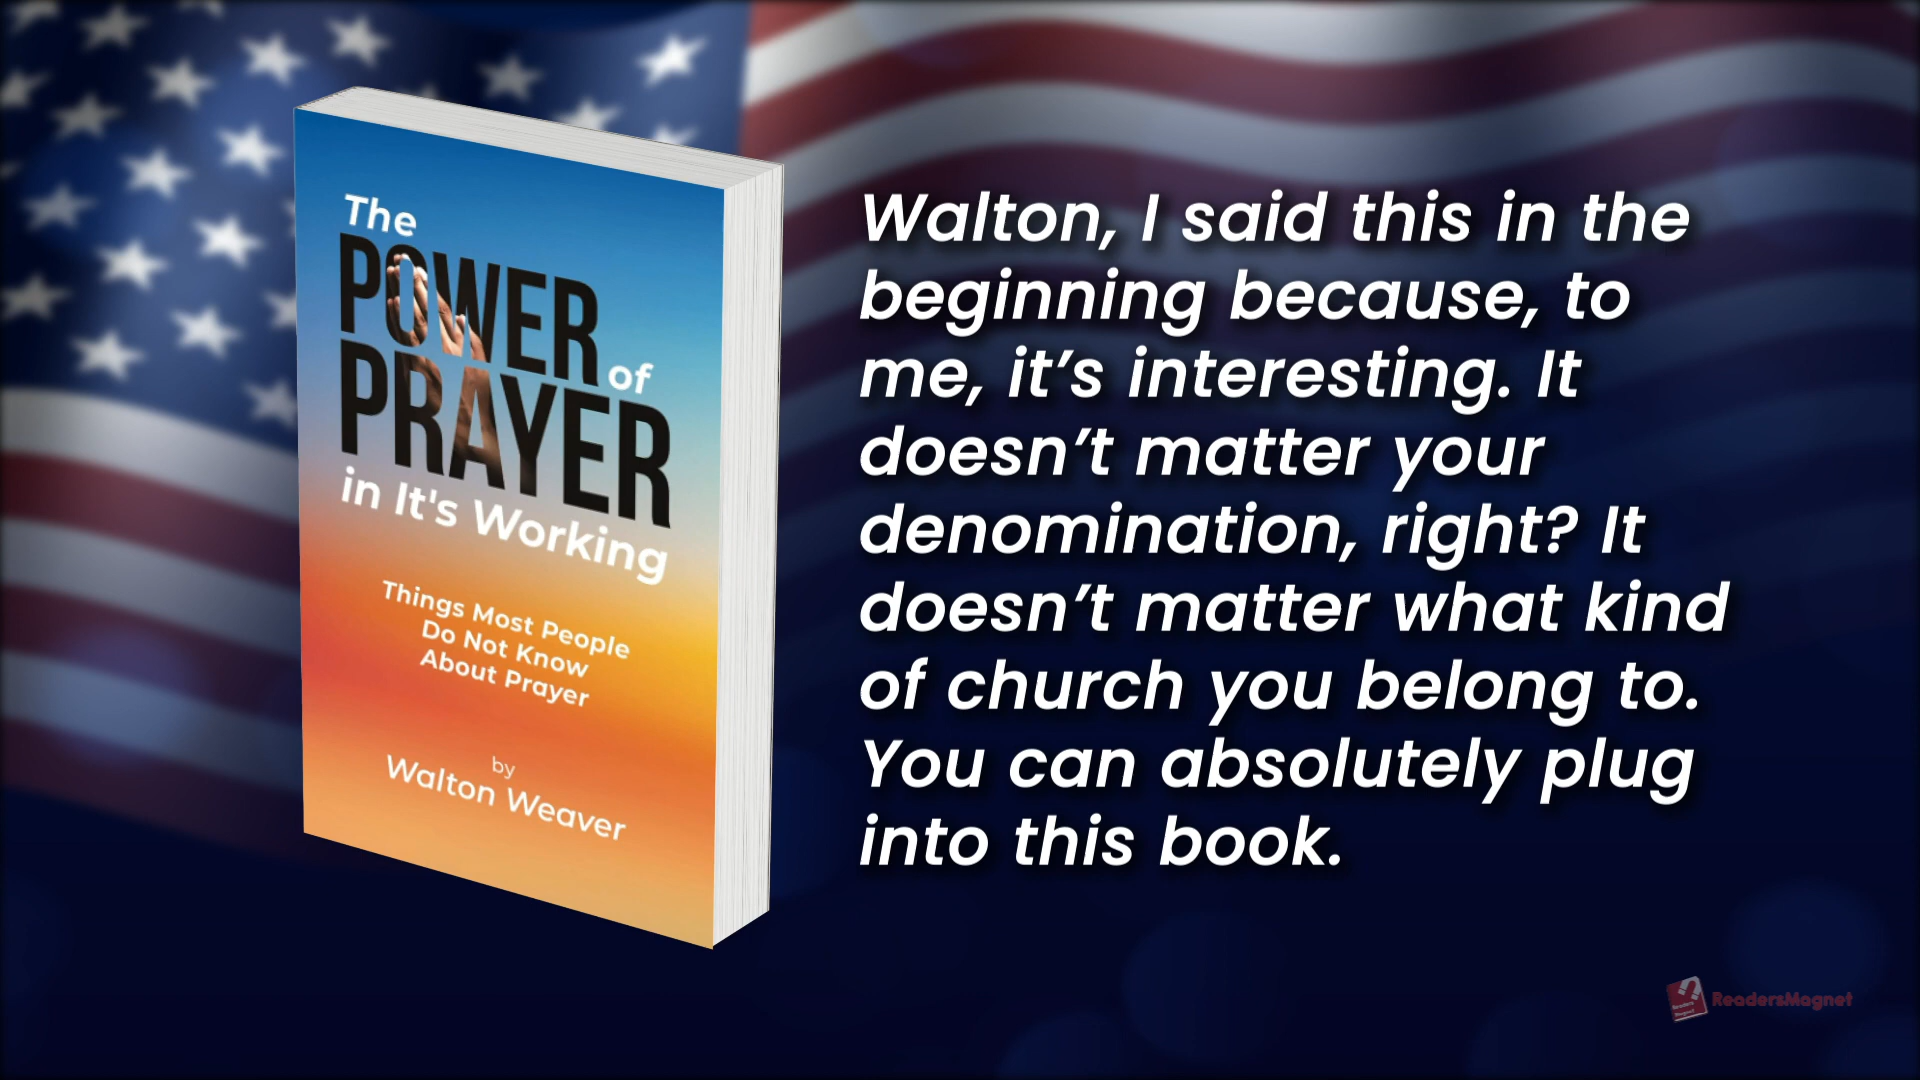 The
POWER
of
PRAYER
in It's Working
Things Most People
Do Not Know
About Prayer
by
Walton Weaver
Walton, I said this in the
beginning because, to
me, it’s interesting. It
doesn’t matter your
denomination, right? It
doesn’t matter what kind
of church you belong to.
You can absolutely plug
into this book.
Readers
Magnet
ReadersMagnet